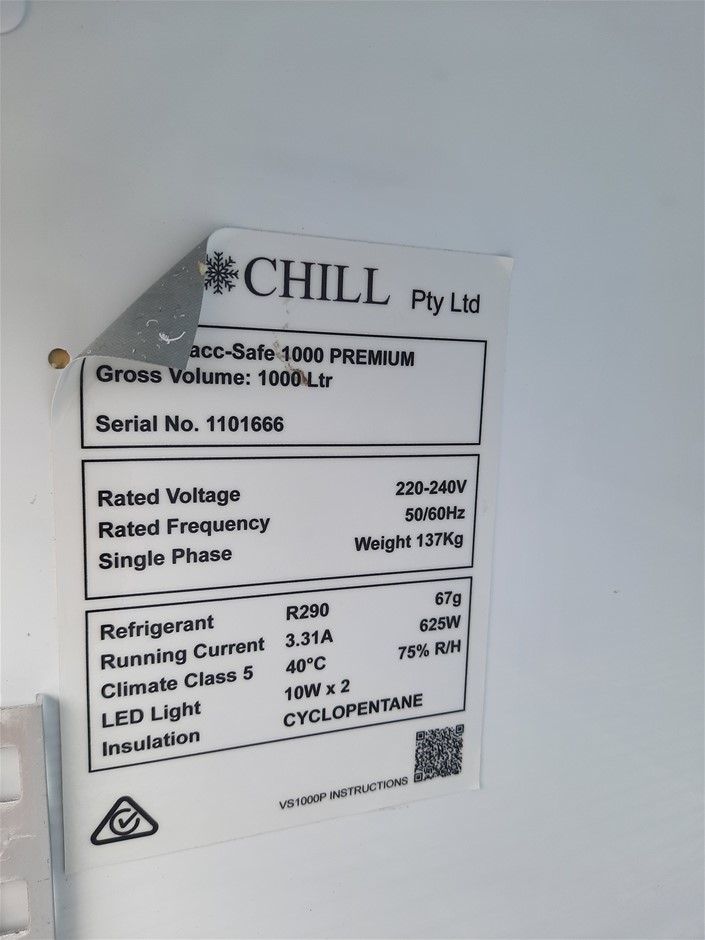 CHILL Pty Ltd
acc-Safe 1000 PREMIUM
Gross Volume: 1000 Ltr
Serial No. 1101666
Rated Voltage 220-240V
Rated Frequency 50/60Hz
Single Phase Weight 137Kg
Refrigerant R290 67g
Running Current 3.31A 625W
Climate Class 5 40°C 75% R/H
LED Light 10W x 2
Insulation CYCLOPENTANE
VS1000P INSTRUCTIONS